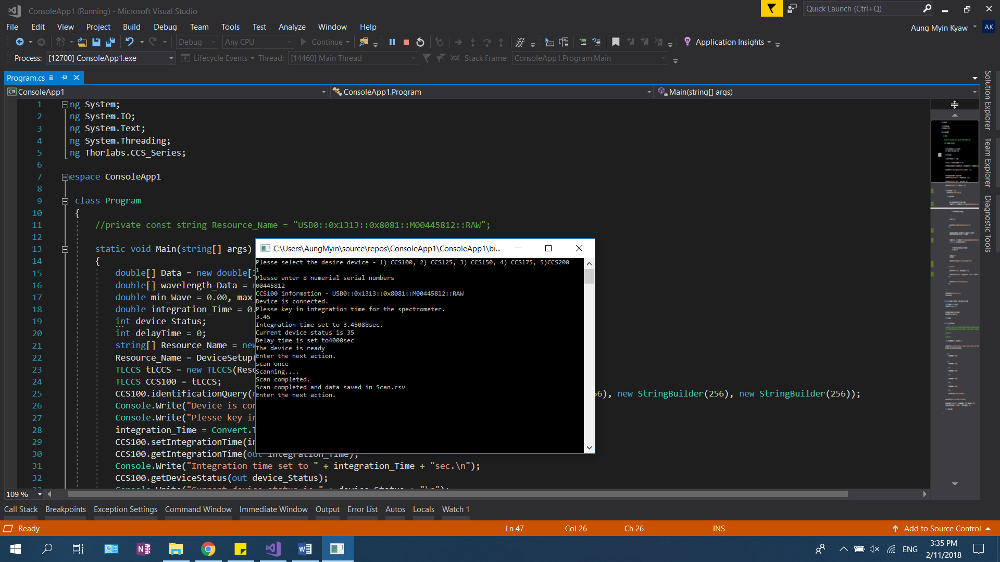 ConsoleApp1 (Running) - Microsoft Visual Studio
Quick Launch (Ctrl+Q)
File Edit View Project Build Debug Team Tools Test Analyze Window Help
Aung Myin Kyaw AK
Debug Any CPU Continue Application Insights
Process: [12700] ConsoleApp1.exe Lifecycle Events Thread: [14460] Main Thread Stack Frame: ConsoleApp1.Program.Main
Program.cs
C# ConsoleApp1 ConsoleApp1.Program Main(string[] args)
Solution Explorer
Team Explorer
Diagnostic Tools
1 ng System;
2 ng System.IO;
3 ng System.Text;
4 ng System.Threading;
5 ng Thorlabs.CCS_Series;
6
7 espace ConsoleApp1
8
9 class Program
10 {
11 //private const string Resource_Name = "USB0::0x1313::0x8081::M00445812::RAW";
12
13 static void Main(string[] args)
14 {
15 double[] Data = new double[3
16 double[] wavelength_Data = n
17 double min_Wave = 0.00, max_
18 double integration_Time = 0.
19 int device_Status;
20 int delayTime = 0;
21 string[] Resource_Name = new
22 Resource_Name = DeviceSetup(
23 TLCCS tLCCS = new TLCCS(Reso
24 TLCCS CCS100 = tLCCS;
25 CCS100.identificationQuery(n 56), new StringBuilder(256), new StringBuilder(256));
26 Console.Write("Device is con
27 Console.Write("Plesse key in
28 integration_Time = Convert.T
29 CCS100.setIntegrationTime(in
30 CCS100.getIntegrationTime(out integration_Time);
31 Console.Write("Integration time set to " + integration_Time + "sec.\n");
32 CCS100.getDeviceStatus(out device_Status);
33 Console.Write("Current device status is " + device_Status + "\n");
C:\Users\AungMyin\source\repos\ConsoleApp1\ConsoleApp1\bi...
Plesse select the desire device - 1) CCS100, 2) CCS125, 3) CCS150, 4) CCS175, 5)CCS200
1
Plesse enter 8 numerial serial numbers
00445812
CCS100 information - USB0::0x1313::0x8081::M00445812::RAW
Device is connected.
Plesse key in integration time for the spectrometer.
3.45
Integration time set to 3.45088sec.
Current device status is 35
Delay time is set to4000sec
The device is ready
Enter the next action.
scan once
Scanning....
Scan completed.
Scan completed and data saved in Scan.csv
Enter the next action.
109 %
Call Stack Breakpoints Exception Settings Command Window Immediate Window Output Error List Autos Locals Watch 1
Ready Ln 47 Col 26 Ch 26 INS Add to Source Control
ENG 3:35 PM
2/11/2018